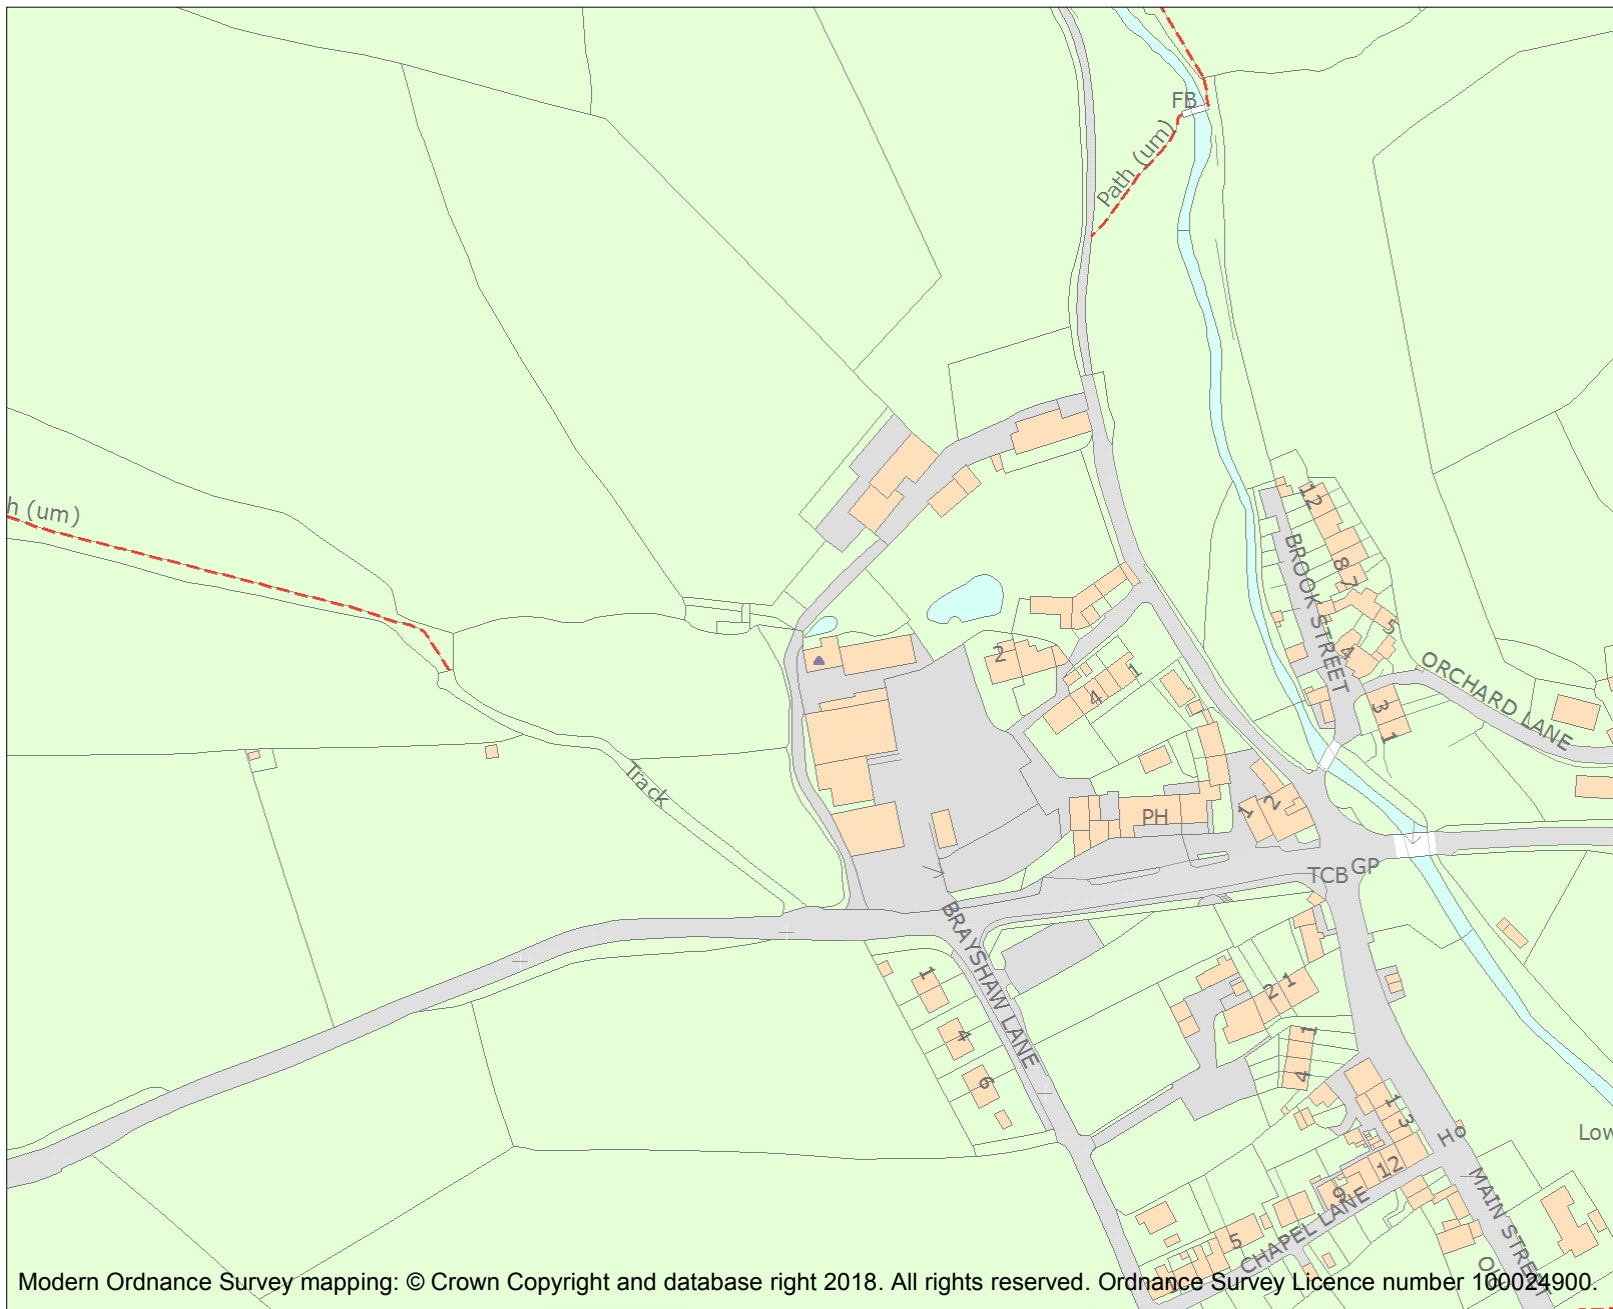 FB
Path (um)
h (um)
12
8
7
BROOK STREET
5
4
ORCHARD LANE
3
1
2
1
4
Track
PH
1
2
TCB
GP
BRAYSHAW LANE
1
4
6
2
1
1
4
1
3
Ho
12
9
Low
MAIN STREET
5
CHAPEL LANE
Modern Ordnance Survey mapping: © Crown Copyright and database right 2018. All rights reserved. Ordnance Survey Licence number 100024900.